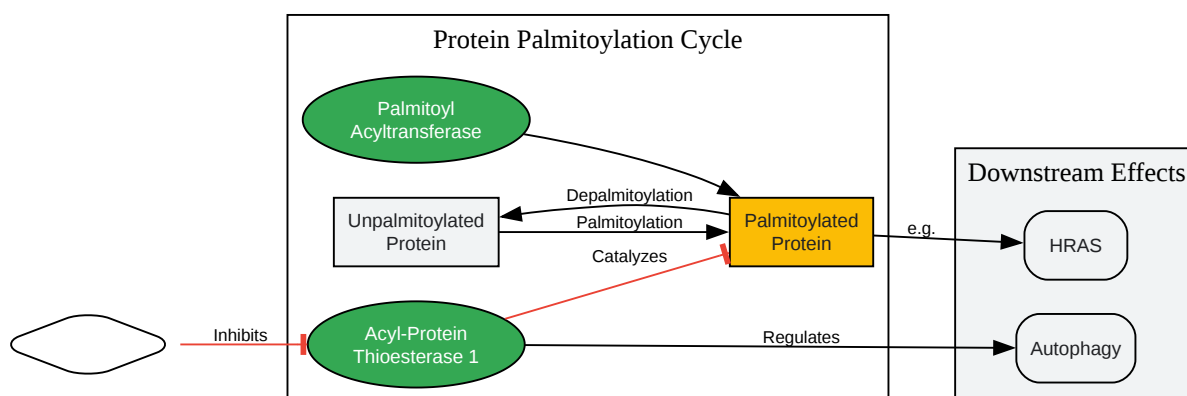 Protein Palmitoylation Cycle
Palmitoyl
Acyltransferase
Downstream Effects
Depalmitoylation
Unpalmitoylated
Protein
Palmitoylation
Palmitoylated
Protein
e.g.
HRAS
Catalyzes
Inhibits
Acyl-Protein
Thioesterase 1
Regulates
Autophagy